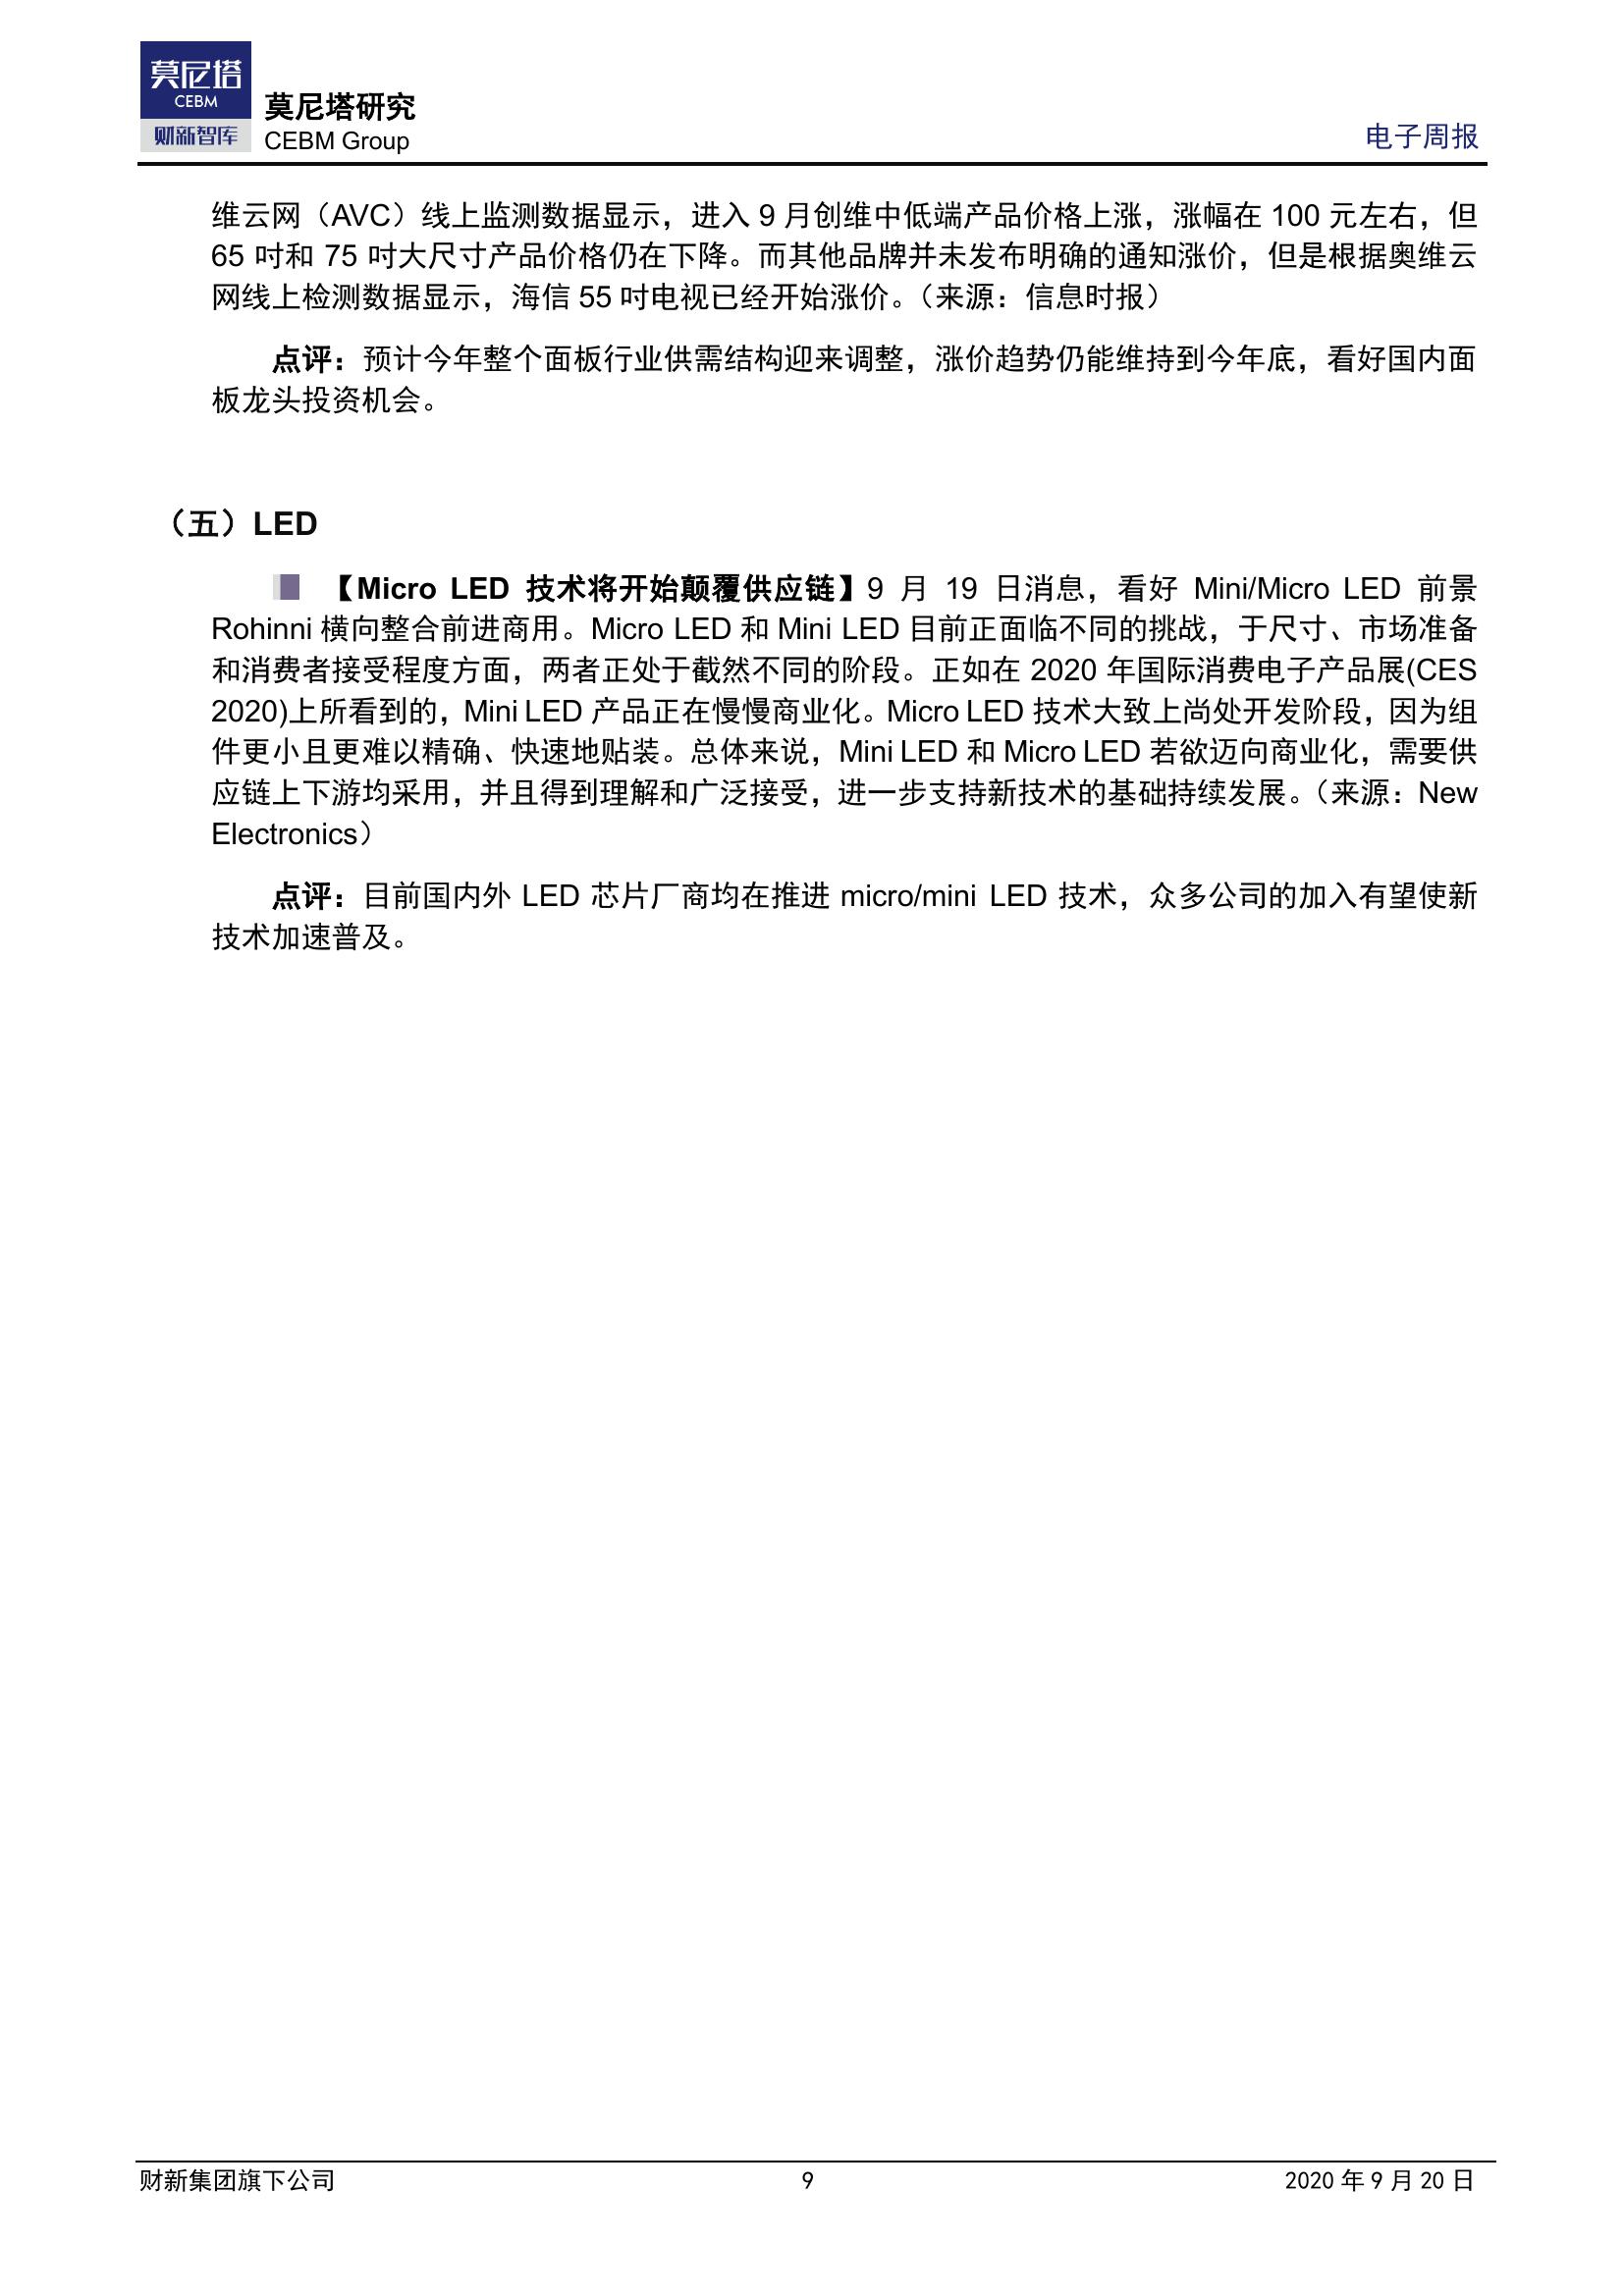 莫尼塔
CEBM
财新智库
莫尼塔研究
CEBM Group
电子周报
维云网（AVC）线上监测数据显示，进入 9 月创维中低端产品价格上涨，涨幅在 100 元左右，但
65 吋和 75 吋大尺寸产品价格仍在下降。而其他品牌并未发布明确的通知涨价，但是根据奥维云
网线上检测数据显示，海信 55 吋电视已经开始涨价。（来源：信息时报）
点评：预计今年整个面板行业供需结构迎来调整，涨价趋势仍能维持到今年底，看好国内面
板龙头投资机会。
（五）LED
【Micro LED 技术将开始颠覆供应链】9 月 19 日消息，看好 Mini/Micro LED 前景
Rohinni 横向整合前进商用。Micro LED 和 Mini LED 目前正面临不同的挑战，于尺寸、市场准备
和消费者接受程度方面，两者正处于截然不同的阶段。正如在 2020 年国际消费电子产品展(CES
2020)上所看到的，Mini LED 产品正在慢慢商业化。Micro LED 技术大致上尚处开发阶段，因为组
件更小且更难以精确、快速地贴装。总体来说，Mini LED 和 Micro LED 若欲迈向商业化，需要供
应链上下游均采用，并且得到理解和广泛接受，进一步支持新技术的基础持续发展。（来源：New
Electronics）
点评：目前国内外 LED 芯片厂商均在推进 micro/mini LED 技术，众多公司的加入有望使新
技术加速普及。
财新集团旗下公司
9
2020 年 9 月 20 日